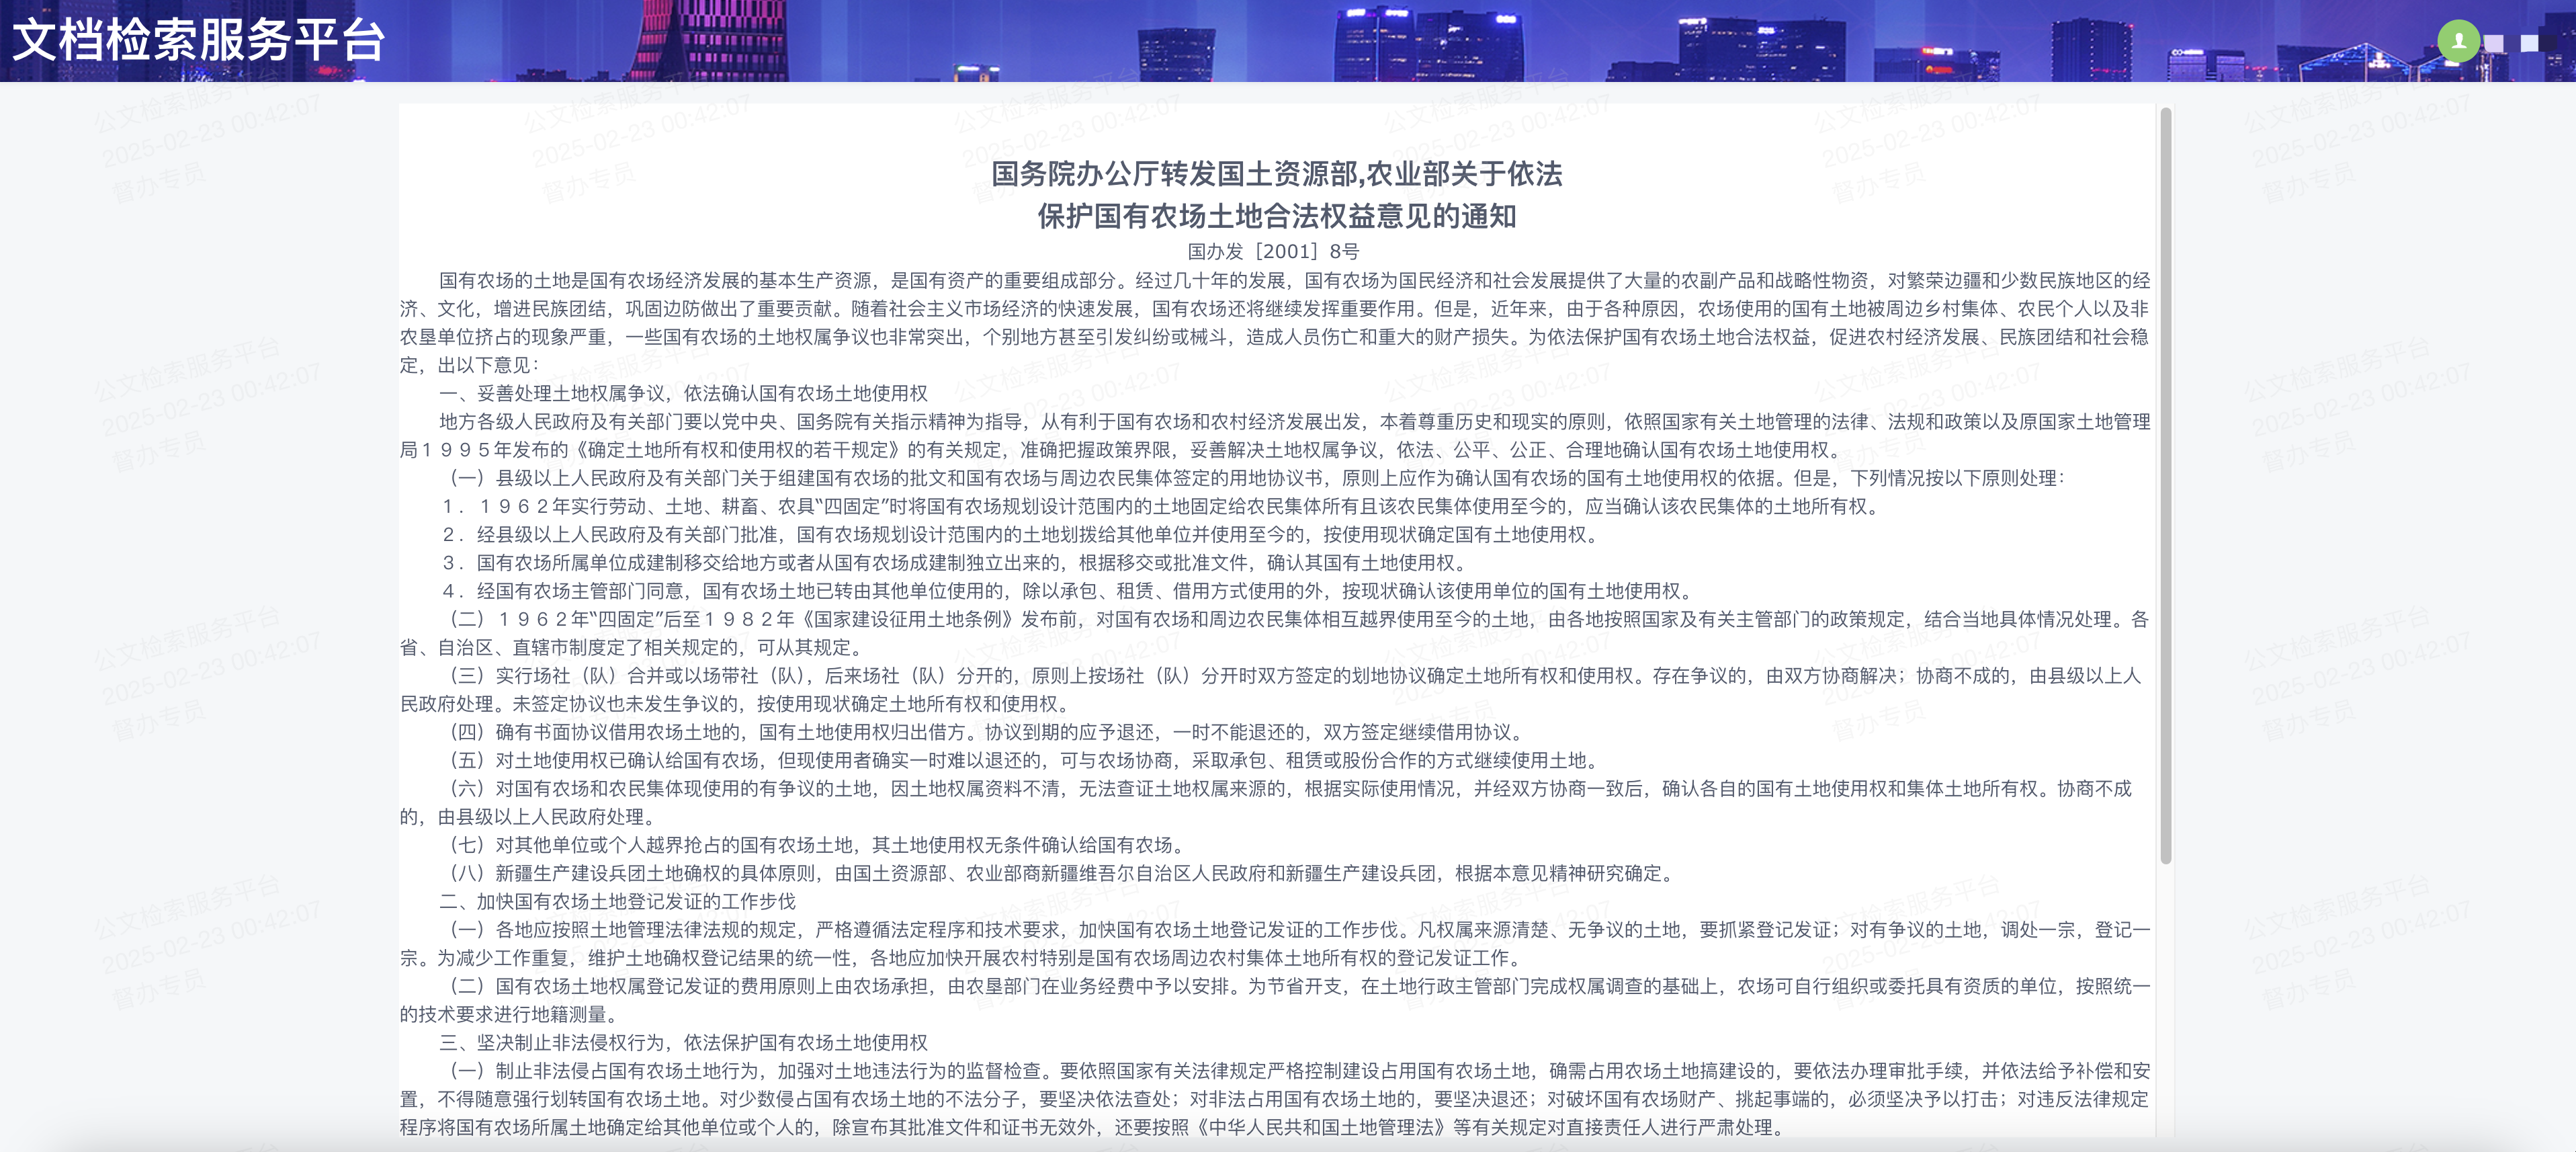 文档检索服务平台
国务院办公厅转发国土资源部,农业部关于依法
保护国有农场土地合法权益意见的通知
国办发［2001］8号
国有农场的土地是国有农场经济发展的基本生产资源，是国有资产的重要组成部分。经过几十年的发展，国有农场为国民经济和社会发展提供了大量的农副产品和战略性物资，对繁荣边疆和少数民族地区的经
济、文化，增进民族团结，巩固边防做出了重要贡献。随着社会主义市场经济的快速发展，国有农场还将继续发挥重要作用。但是，近年来，由于各种原因，农场使用的国有土地被周边乡村集体、农民个人以及非
农垦单位挤占的现象严重，一些国有农场的土地权属争议也非常突出，个别地方甚至引发纠纷或械斗，造成人员伤亡和重大的财产损失。为依法保护国有农场土地合法权益，促进农村经济发展、民族团结和社会稳
定，出以下意见：
一、妥善处理土地权属争议，依法确认国有农场土地使用权
地方各级人民政府及有关部门要以党中央、国务院有关指示精神为指导，从有利于国有农场和农村经济发展出发，本着尊重历史和现实的原则，依照国家有关土地管理的法律、法规和政策以及原国家土地管理
局１９９５年发布的《确定土地所有权和使用权的若干规定》的有关规定，准确把握政策界限，妥善解决土地权属争议，依法、公平、公正、合理地确认国有农场土地使用权。
（一）县级以上人民政府及有关部门关于组建国有农场的批文和国有农场与周边农民集体签定的用地协议书，原则上应作为确认国有农场的国有土地使用权的依据。但是，下列情况按以下原则处理：
１．１９６２年实行劳动、土地、耕畜、农具“四固定”时将国有农场规划设计范围内的土地固定给农民集体所有且该农民集体使用至今的，应当确认该农民集体的土地所有权。
２．经县级以上人民政府及有关部门批准，国有农场规划设计范围内的土地划拨给其他单位并使用至今的，按使用现状确定国有土地使用权。
３．国有农场所属单位成建制移交给地方或者从国有农场成建制独立出来的，根据移交或批准文件，确认其国有土地使用权。
４．经国有农场主管部门同意，国有农场土地已转由其他单位使用的，除以承包、租赁、借用方式使用的外，按现状确认该使用单位的国有土地使用权。
（二）１９６２年“四固定”后至１９８２年《国家建设征用土地条例》发布前，对国有农场和周边农民集体相互越界使用至今的土地，由各地按照国家及有关主管部门的政策规定，结合当地具体情况处理。各
省、自治区、直辖市制度定了相关规定的，可从其规定。
（三）实行场社（队）合并或以场带社（队），后来场社（队）分开的，原则上按场社（队）分开时双方签定的划地协议确定土地所有权和使用权。存在争议的，由双方协商解决；协商不成的，由县级以上人
民政府处理。未签定协议也未发生争议的，按使用现状确定土地所有权和使用权。
（四）确有书面协议借用农场土地的，国有土地使用权归出借方。协议到期的应予退还，一时不能退还的，双方签定继续借用协议。
（五）对土地使用权已确认给国有农场，但现使用者确实一时难以退还的，可与农场协商，采取承包、租赁或股份合作的方式继续使用土地。
（六）对国有农场和农民集体现使用的有争议的土地，因土地权属资料不清，无法查证土地权属来源的，根据实际使用情况，并经双方协商一致后，确认各自的国有土地使用权和集体土地所有权。协商不成
的，由县级以上人民政府处理。
（七）对其他单位或个人越界抢占的国有农场土地，其土地使用权无条件确认给国有农场。
（八）新疆生产建设兵团土地确权的具体原则，由国土资源部、农业部商新疆维吾尔自治区人民政府和新疆生产建设兵团，根据本意见精神研究确定。
二、加快国有农场土地登记发证的工作步伐
（一）各地应按照土地管理法律法规的规定，严格遵循法定程序和技术要求，加快国有农场土地登记发证的工作步伐。凡权属来源清楚、无争议的土地，要抓紧登记发证；对有争议的土地，调处一宗，登记一
宗。为减少工作重复，维护土地确权登记结果的统一性，各地应加快开展农村特别是国有农场周边农村集体土地所有权的登记发证工作。
（二）国有农场土地权属登记发证的费用原则上由农场承担，由农垦部门在业务经费中予以安排。为节省开支，在土地行政主管部门完成权属调查的基础上，农场可自行组织或委托具有资质的单位，按照统一
的技术要求进行地籍测量。
三、坚决制止非法侵权行为，依法保护国有农场土地使用权
（一）制止非法侵占国有农场土地行为，加强对土地违法行为的监督检查。要依照国家有关法律规定严格控制建设占用国有农场土地，确需占用农场土地搞建设的，要依法办理审批手续，并依法给予补偿和安
置，不得随意强行划转国有农场土地。对少数侵占国有农场土地的不法分子，要坚决依法查处；对非法占用国有农场土地的，要坚决退还；对破坏国有农场财产、挑起事端的，必须坚决予以打击；对违反法律规定
程序将国有农场所属土地确定给其他单位或个人的，除宣布其批准文件和证书无效外，还要按照《中华人民共和国土地管理法》等有关规定对直接责任人进行严肃处理。
公文检索服务平台
2025-02-23 00:42:07
督办专员